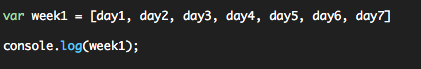 var week1 = [day1, day2, day3, day4, day5, day6, day7]
console.log(week1);